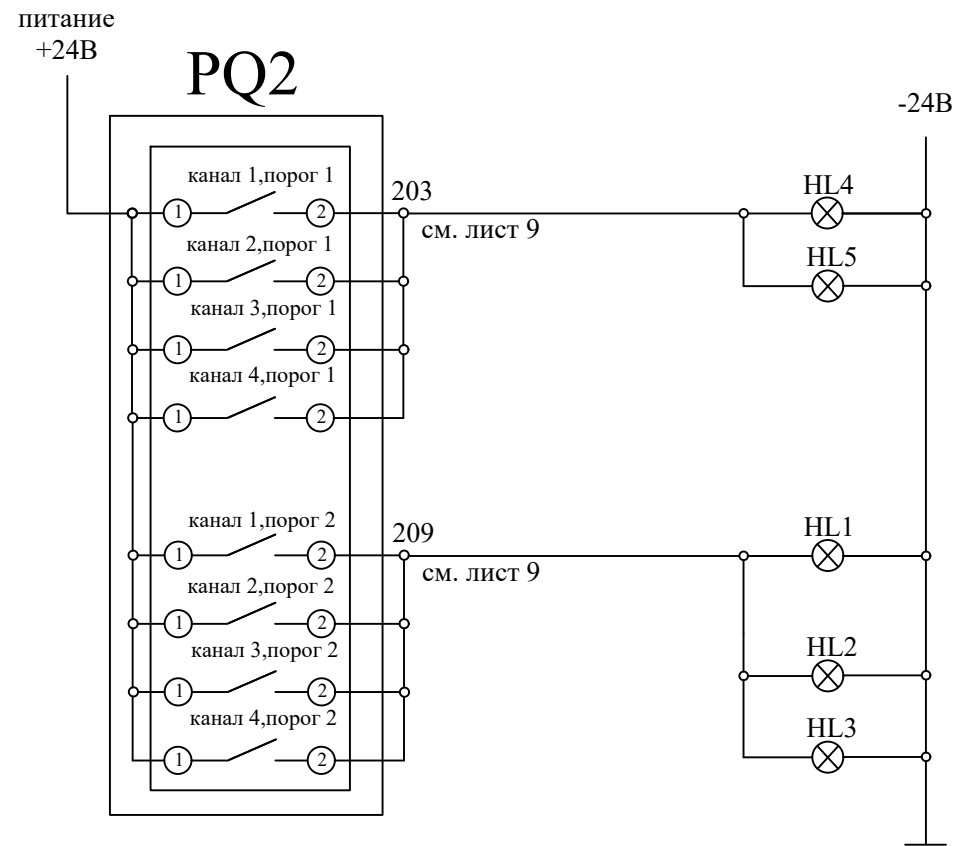 питание
+24В
PQ2
-24В
канал 1,порог 1
1
2
203
см. лист 9
HL4
канал 2,порог 1
1
2
HL5
канал 3,порог 1
1
2
канал 4,порог 1
1
2
канал 1,порог 2
1
2
209
см. лист 9
HL1
канал 2,порог 2
1
2
канал 3,порог 2
1
2
HL2
канал 4,порог 2
1
2
HL3